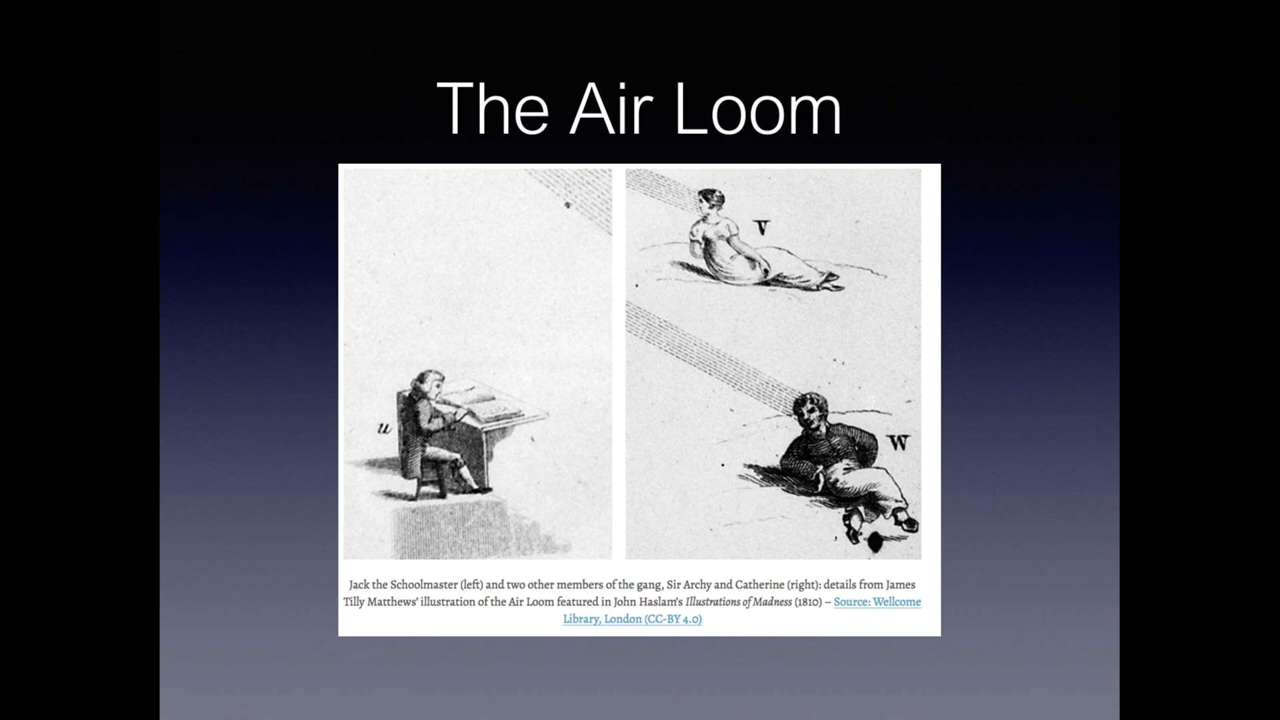 The Air Loom
V
u
W
Jack the Schoolmaster (left) and two other members of the gang, Sir Archy and Catherine (right): details from James
Tilly Matthews’ illustration of the Air Loom featured in John Haslam’s Illustrations of Madness (1810) – Source: Wellcome
Library, London (CC-BY 4.0)